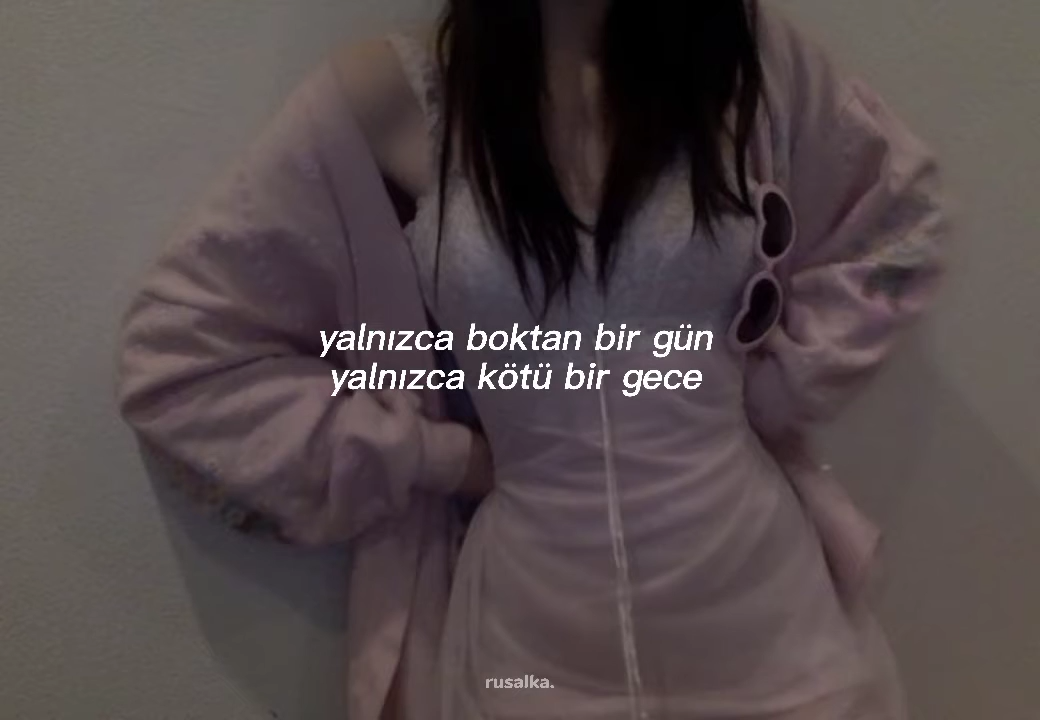 yalnızca boktan bir gün
yalnızca kötü bir gece
rusalka.